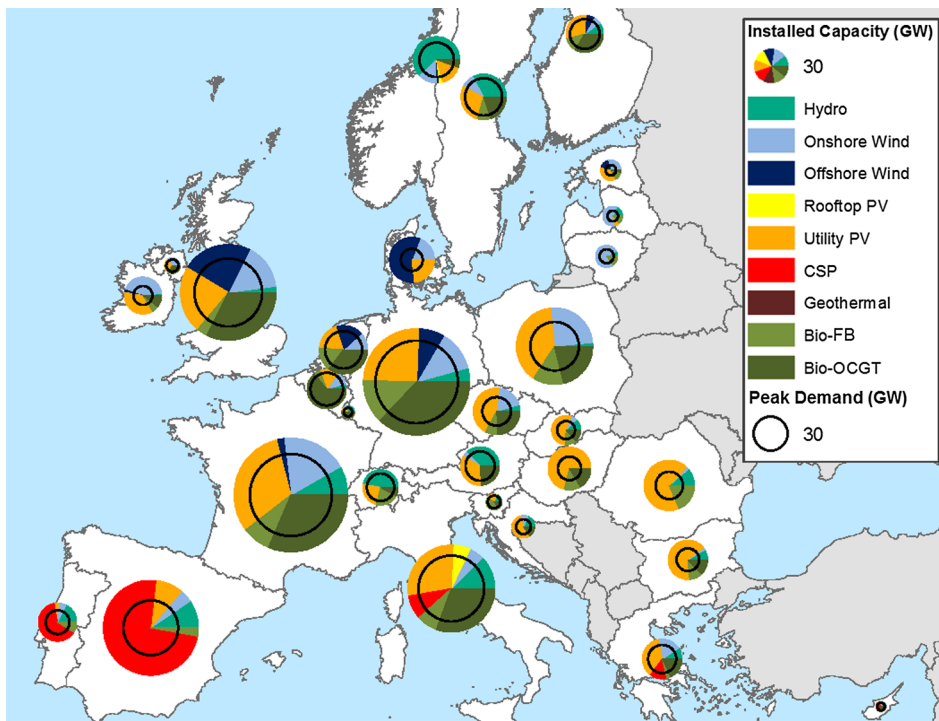 Installed Capacity (GW)
30
Hydro
Onshore Wind
Offshore Wind
Rooftop PV
Utility PV
CSP
Geothermal
Bio-FB
Bio-OCGT
Peak Demand (GW)
30